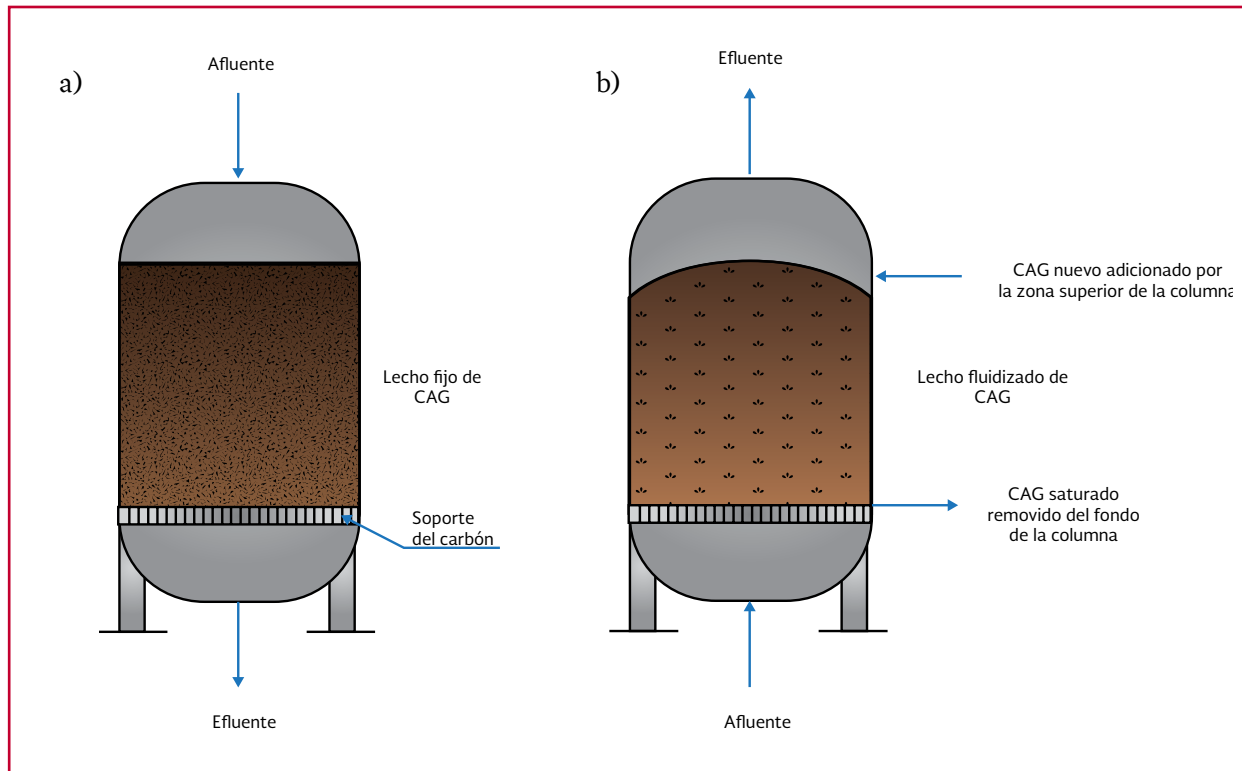 a)
Afluente
Lecho fijo de
CAG
Soporte
del carbón
Efluente
b)
Efluente
CAG nuevo adicionado por
la zona superior de la columna
Lecho fluidizado de
CAG
CAG saturado
removido del fondo
de la columna
Afluente